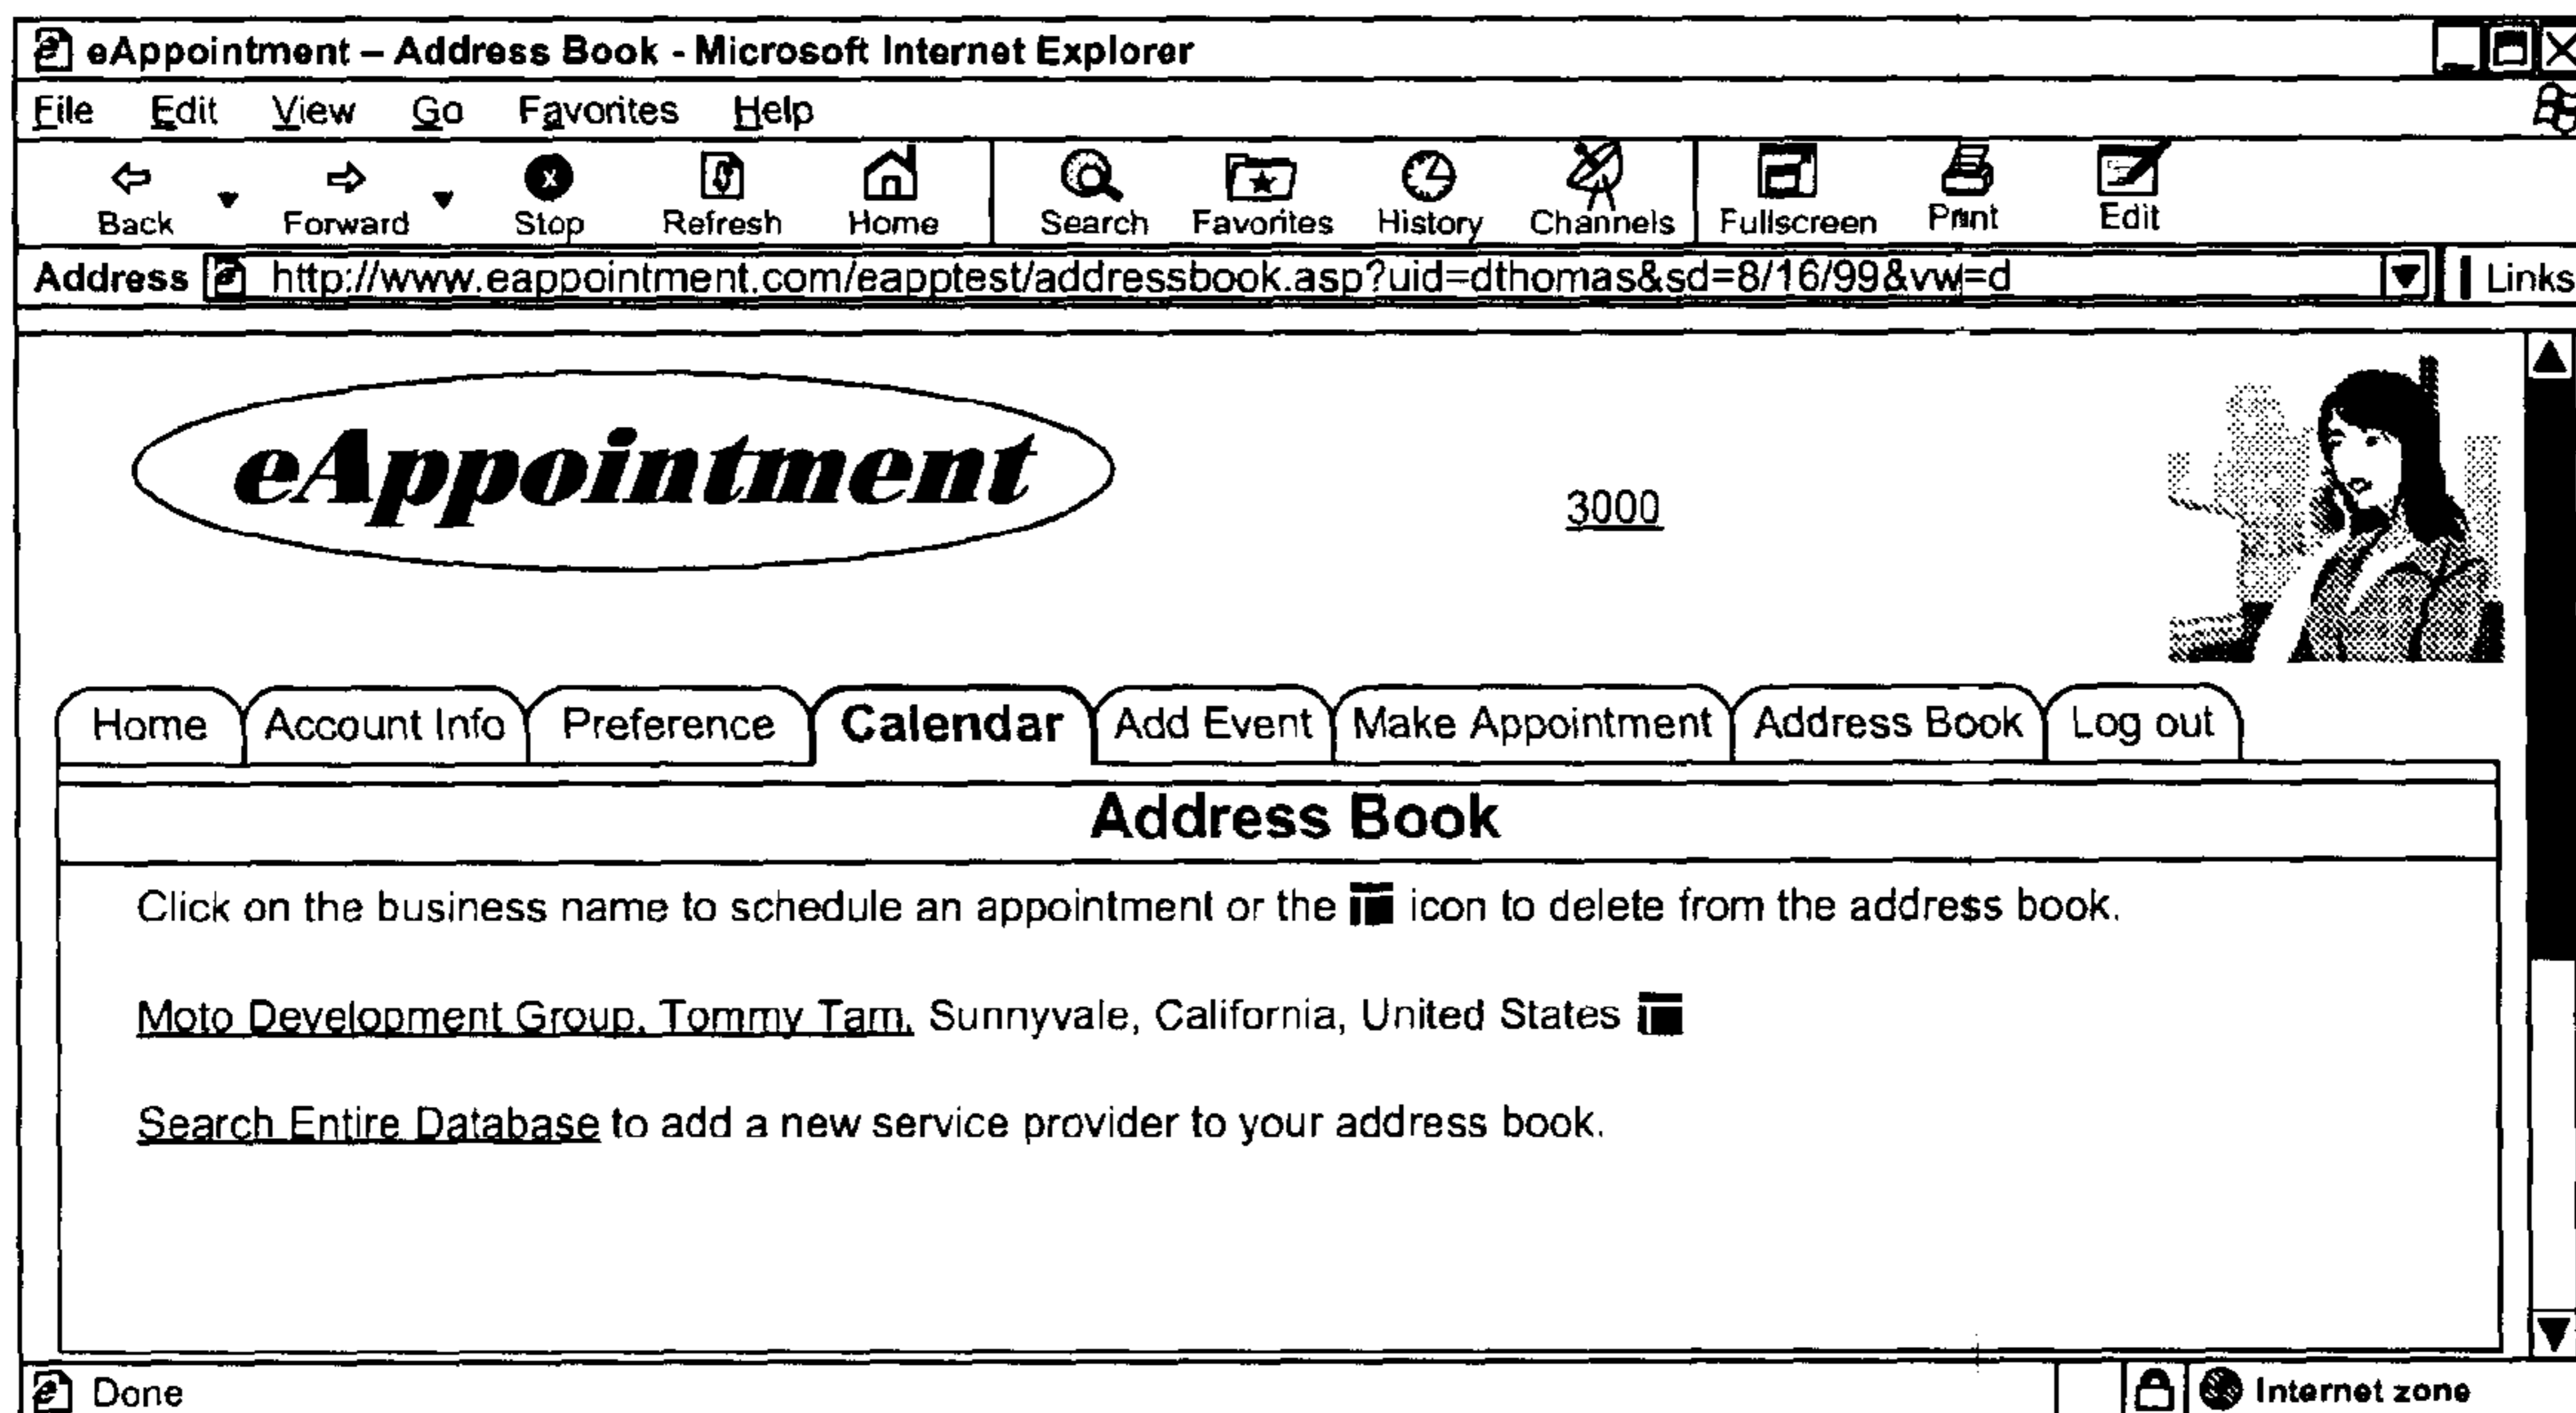 eAppointment – Address Book - Microsoft Internet Explorer
File Edit View Go Favorites Help
Back Forward Stop Refresh Home Search Favorites History Channels Fullscreen Print Edit
Address http://www.eappointment.com/eapptest/addressbook.asp?uid=dthomas&sd=8/16/99&vw=d Links
eAppointment
3000
Home Account Info Preference Calendar Add Event Make Appointment Address Book Log out
Address Book
Click on the business name to schedule an appointment or the icon to delete from the address book.
Moto Development Group, Tommy Tam, Sunnyvale, California, United States
Search Entire Database to add a new service provider to your address book.
Done Internet zone